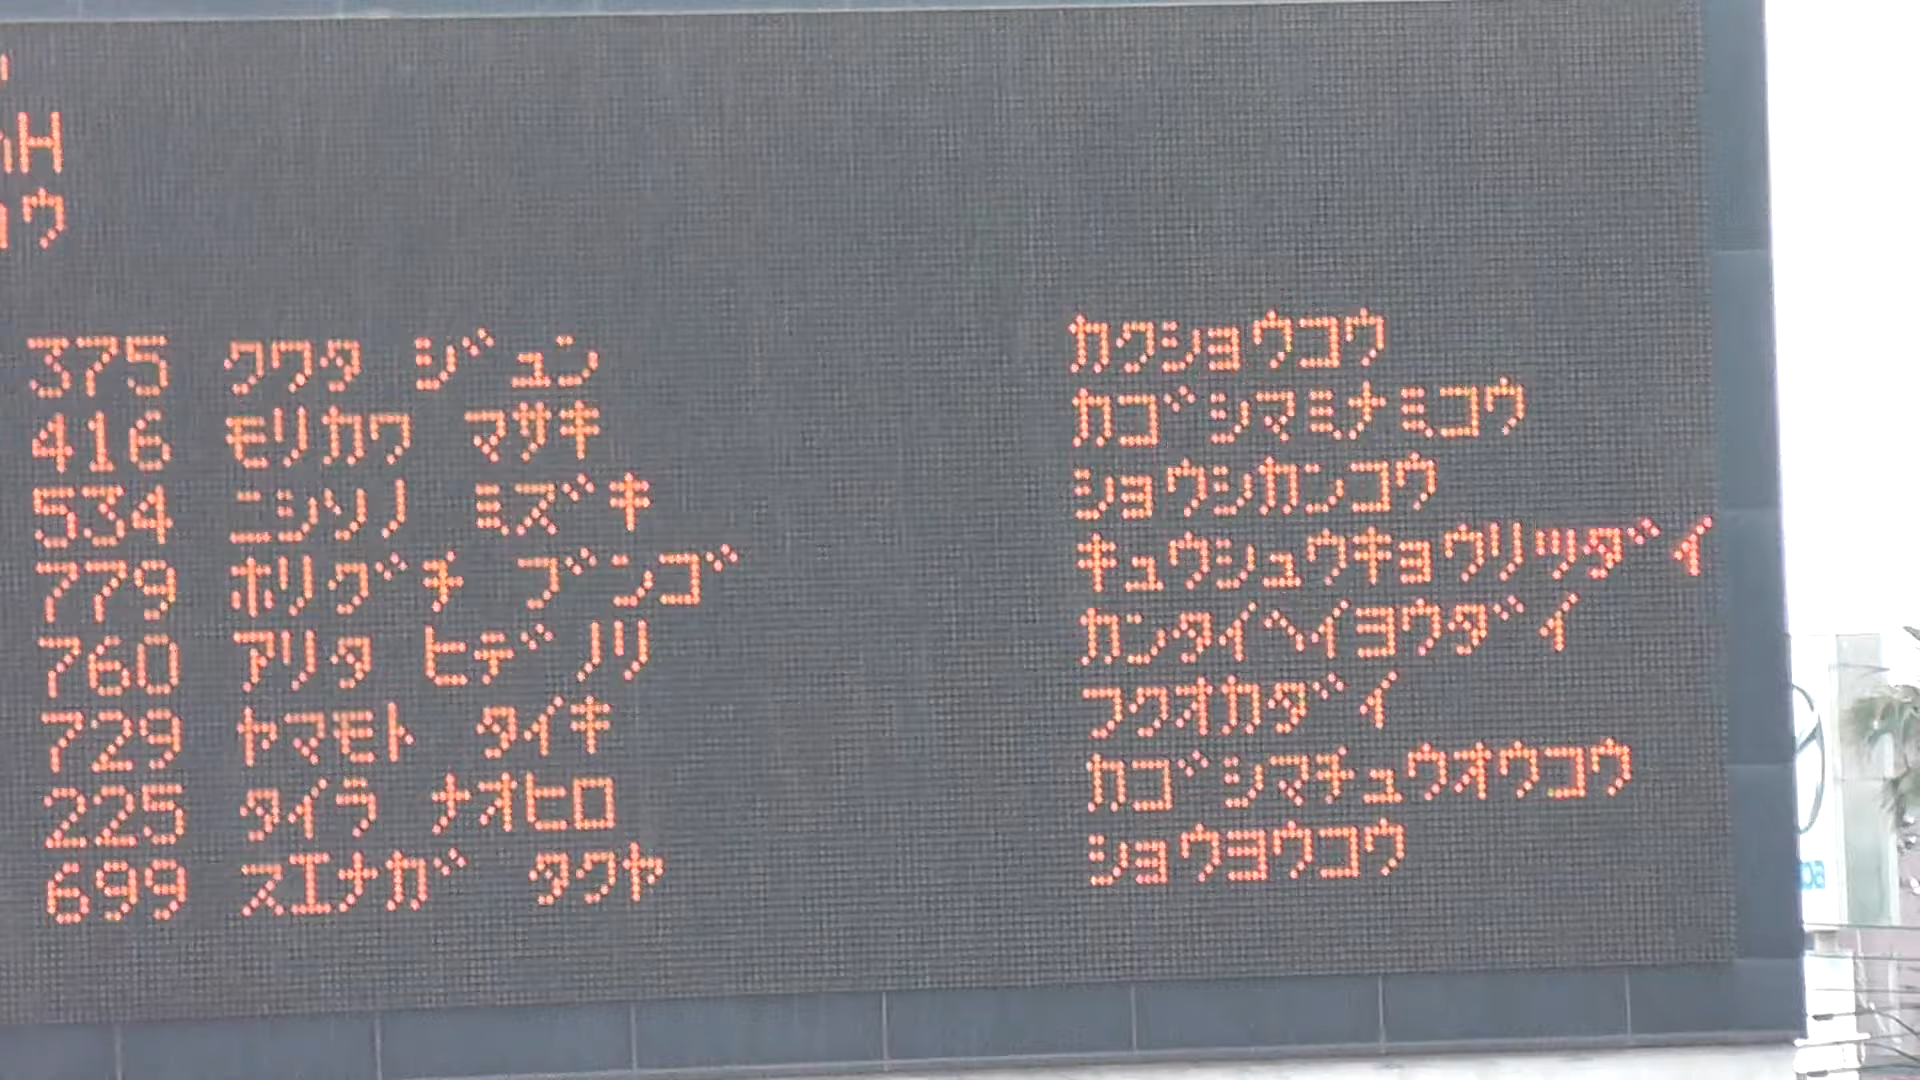 H
ョウ
375 クワタ ジュン カクショウコウ
416 モリカワ マサキ カゴシマミナミコウ
534 ニシソノ ミズキ ショウシカンコウ
779 ホリグチ ブンゴ キュウシュウキョウリツダイ
760 アリタ ヒデノリ カンタイヘイヨウダイ
729 ヤマモト タイキ フクオカダイ
225 タイラ ナオヒロ カゴシマチュウオウコウ
699 スエナガ タクヤ ショウヨウコウ